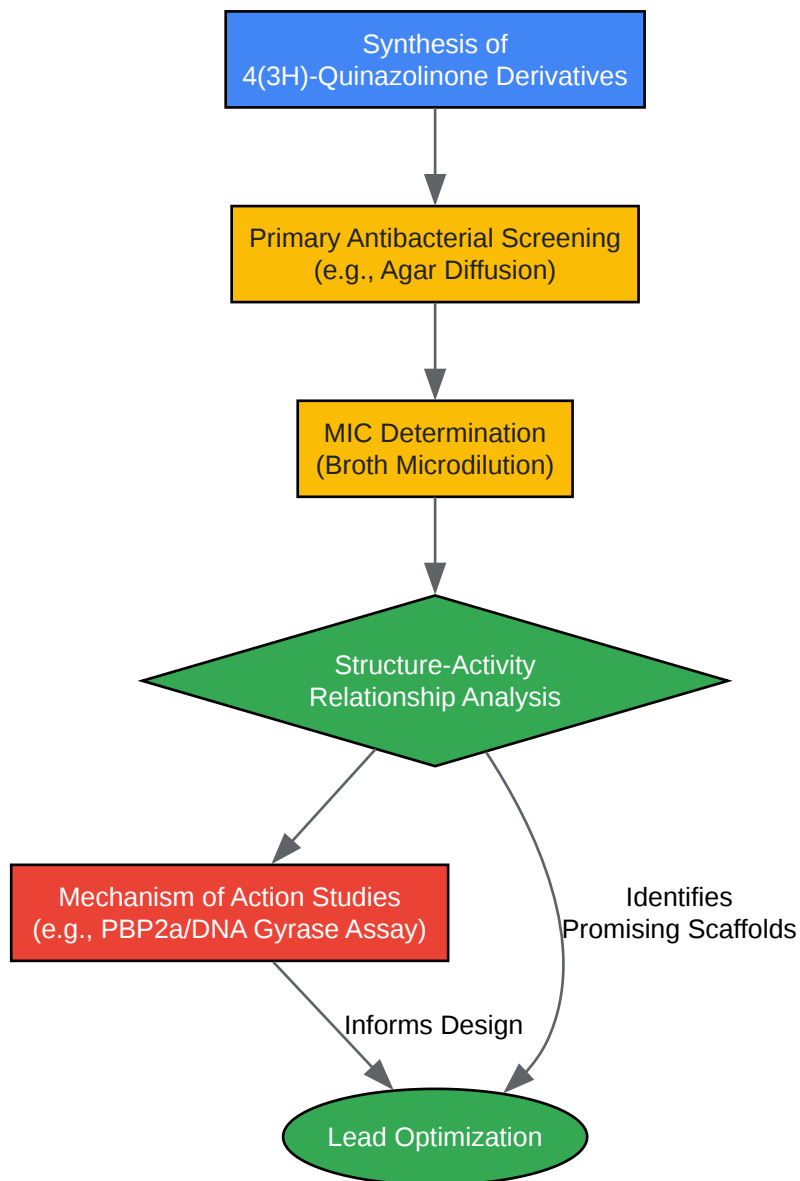 Synthesis of
4(3H)-Quinazolinone Derivatives
Primary Antibacterial Screening
(e.g., Agar Diffusion)
MIC Determination
(Broth Microdilution)
Structure-Activity
Relationship Analysis
Mechanism of Action Studies
(e.g., PBP2a/DNA Gyrase Assay)
Identifies
Promising Scaffolds
Informs Design
Lead Optimization